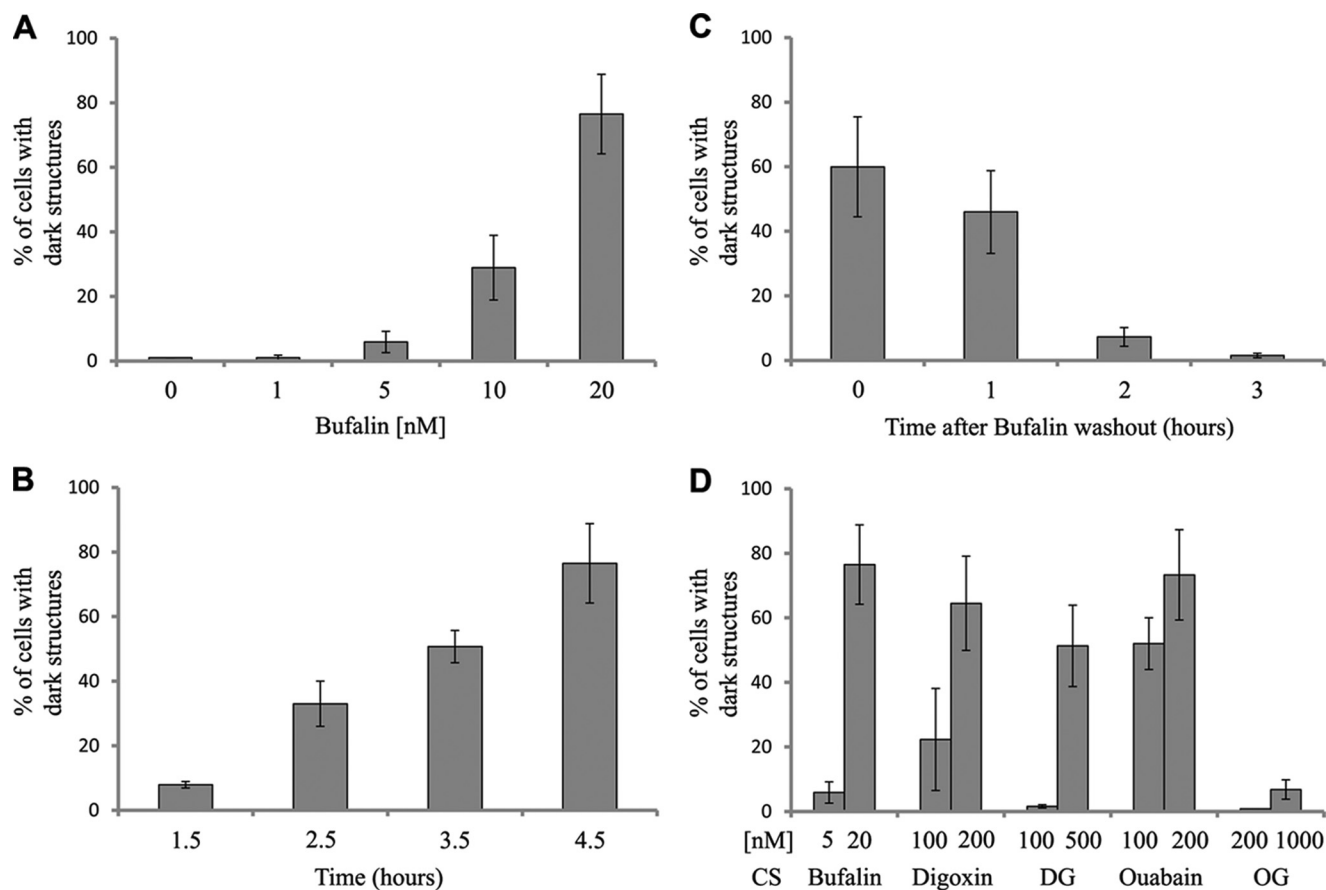 A
100
80
60
40
20
0
% of cells with
dark structures
0 1 5 10 20
Bufalin [nM]
C
100
80
60
40
20
0
% of cells with
dark structures
0 1 2 3
Time after Bufalin washout (hours)
B
100
80
60
40
20
0
% of cells with
dark structures
1.5 2.5 3.5 4.5
Time (hours)
D
100
80
60
40
20
0
% of cells with
dark structures
[nM] 5 20 100 200 100 500 100 200 200 1000
CS Bufalin Digoxin DG Ouabain OG